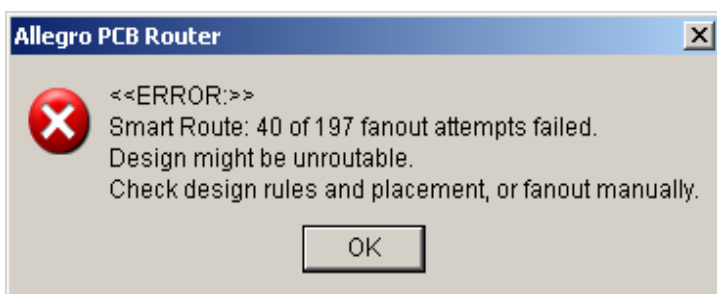 Allegro PCB Router
<<ERROR:>>
Smart Route: 40 of 197 fanout attempts failed.
Design might be unroutable.
Check design rules and placement, or fanout manually.
OK